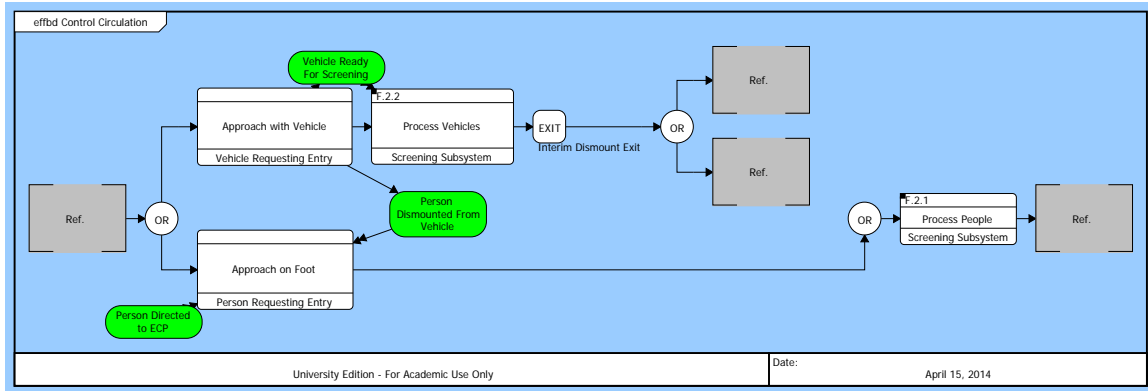 effbd Control Circulation
Vehicle Ready
For Screening
Approach with Vehicle
Vehicle Requesting Entry
F.2.2
Process Vehicles
Screening Subsystem
EXIT
Interim Dismount Exit
OR
Ref.
Ref.
Ref.
OR
Person
Dismounted From
Vehicle
Approach on Foot
Person Requesting Entry
Person Directed
to ECP
OR
F.2.1
Process People
Screening Subsystem
Ref.
University Edition - For Academic Use Only
Date:
April 15, 2014